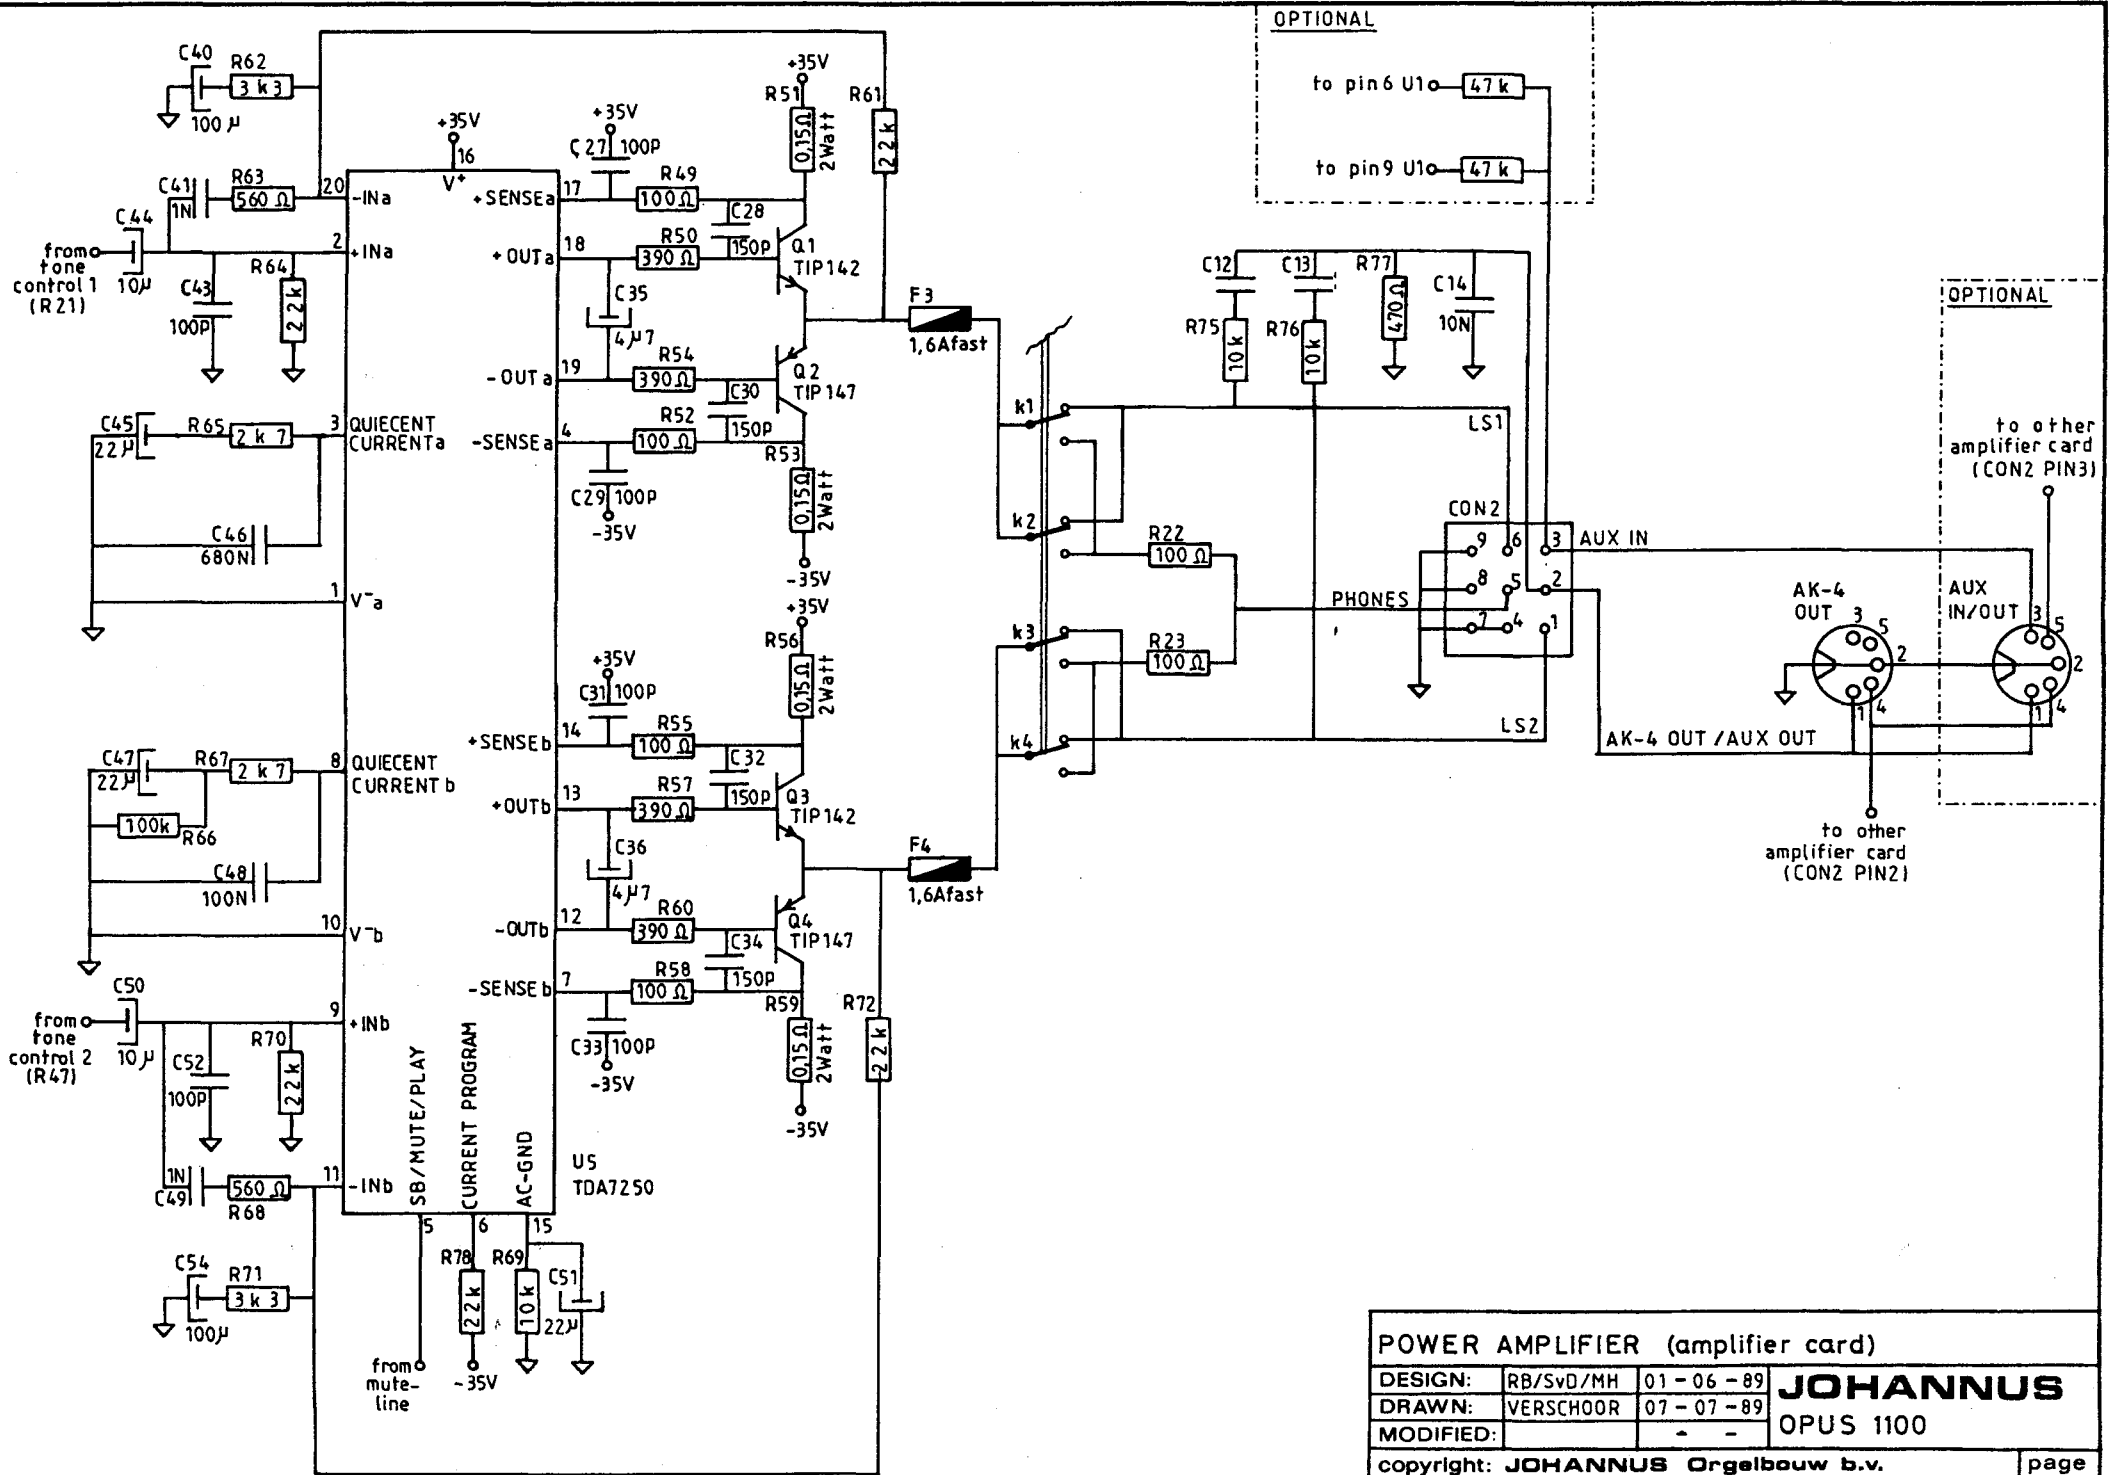 OPTIONAL
to pin6 U1
47k
to pin9 U1
47k
C40
R62
3k3
100µ
+35V
16
V+
C41
1N
R63
560Ω
20
-INa
C44
from
tone
control 1
(R21)
10µ
2
+INa
C43
100P
R64
22k
C45
22µ
R65
2k7
3
QUIECENT
CURRENTa
C46
680N
1
V-a
+35V
C27
100P
+SENSEa
17
R49
100Ω
R51
+35V
0,15Ω
2Watt
R61
22k
C28
150P
+OUTa
18
R50
390Ω
Q1
TIP142
C35
4µ7
-OUTa
19
R54
390Ω
Q2
TIP147
C30
150P
-SENSEa
4
R52
100Ω
R53
0,15Ω
2Watt
C29
100P
-35V
-35V
F3
1,6Afast
k1
k2
k3
k4
C12
C13
R77
470Ω
C14
10N
R75
10k
R76
10k
LS1
R22
100Ω
R23
100Ω
PHONES
CON2
9
6
3
8
5
2
7
4
1
LS2
AUX IN
AK-4 OUT /AUX OUT
AK-4
OUT
3
5
2
1
4
to other
amplifier card
(CON2 PIN2)
OPTIONAL
to other
amplifier card
(CON2 PIN3)
AUX
IN/OUT
3
5
2
1
4
C47
22µ
R67
2k7
8
QUIECENT
CURRENTb
100k
R66
C48
100N
10
V-b
C50
from
tone
control 2
(R47)
10µ
9
+INb
C52
100P
R70
22k
1N
C49
560Ω
R68
11
-INb
C54
R71
3k3
100µ
+35V
C31
100P
+SENSEb
14
R55
100Ω
+35V
R56
0,15Ω
2Watt
C32
150P
+OUTb
13
R57
390Ω
Q3
TIP142
C36
4µ7
-OUTb
12
R60
390Ω
Q4
TIP147
C34
150P
-SENSEb
7
R58
100Ω
R59
0,15Ω
2Watt
C33
100P
-35V
-35V
F4
1,6Afast
R72
22k
SB/MUTE/PLAY
CURRENT PROGRAM
AC-GND
U5
TDA7250
5
6
15
R78
22k
R69
10k
C51
22µ
from
mute-
line
-35V
POWER AMPLIFIER (amplifier card)
DESIGN: RB/SvD/MH 01-06-89
DRAWN: VERSCHOOR 07-07-89
MODIFIED: - -
JOHANNUS
OPUS 1100
copyright: JOHANNUS Orgelbouw b.v.
page